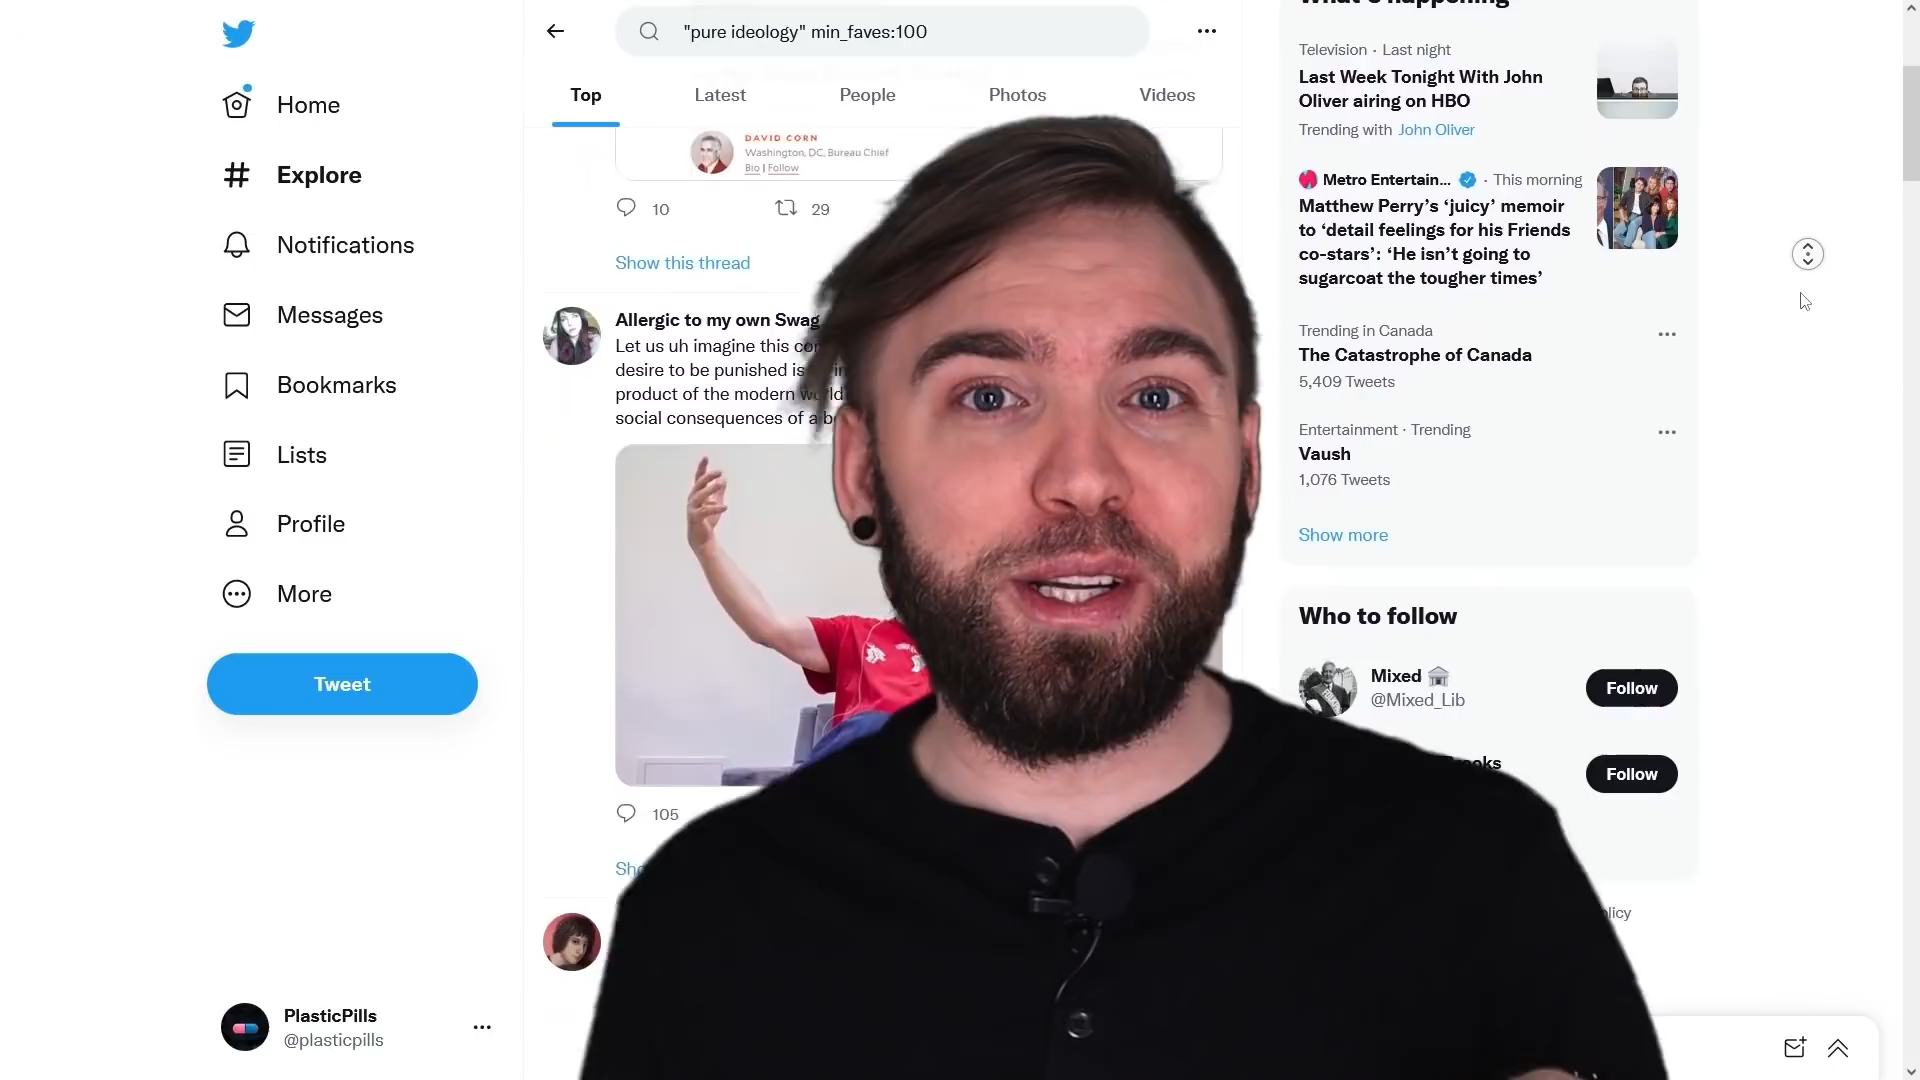 "pure ideology" min_faves:100
Home
Explore
Notifications
Messages
Bookmarks
Lists
Profile
More
Tweet
PlasticPills
@plasticpills
Top
Latest
People
Photos
Videos
DAVID CORN
Washington, DC, Bureau Chief
Bio | Follow
10
29
Show this thread
Allergic to my own Swag
Let us uh imagine this
desire to be punished is
product of the modern
social consequences of a
105
What's happening
Television · Last night
Last Week Tonight With John
Oliver airing on HBO
Trending with John Oliver
Metro Entertain... · This morning
Matthew Perry's 'juicy' memoir
to 'detail feelings for his Friends
co-stars': 'He isn't going to
sugarcoat the tougher times'
Trending in Canada
The Catastrophe of Canada
5,409 Tweets
Entertainment · Trending
Vaush
1,076 Tweets
Show more
Who to follow
Mixed
@Mixed_Lib
Follow
Follow